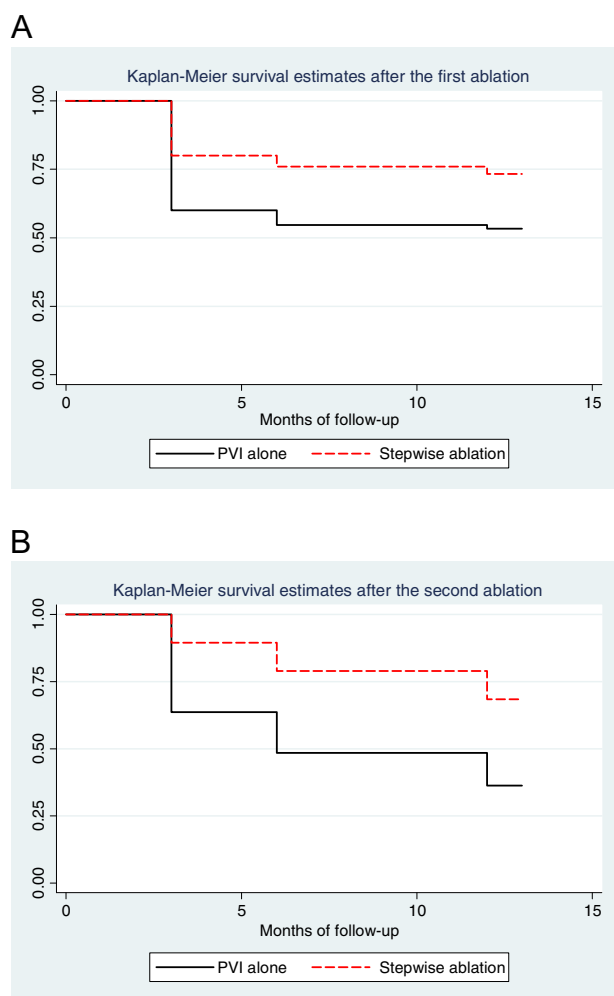 A
Kaplan-Meier survival estimates after the first ablation
1.00
0.75
0.50
0.25
0.00
0 5 10 15
Months of follow-up
PVI alone Stepwise ablation
B
Kaplan-Meier survival estimates after the second ablation
1.00
0.75
0.50
0.25
0.00
0 5 10 15
Months of follow-up
PVI alone Stepwise ablation